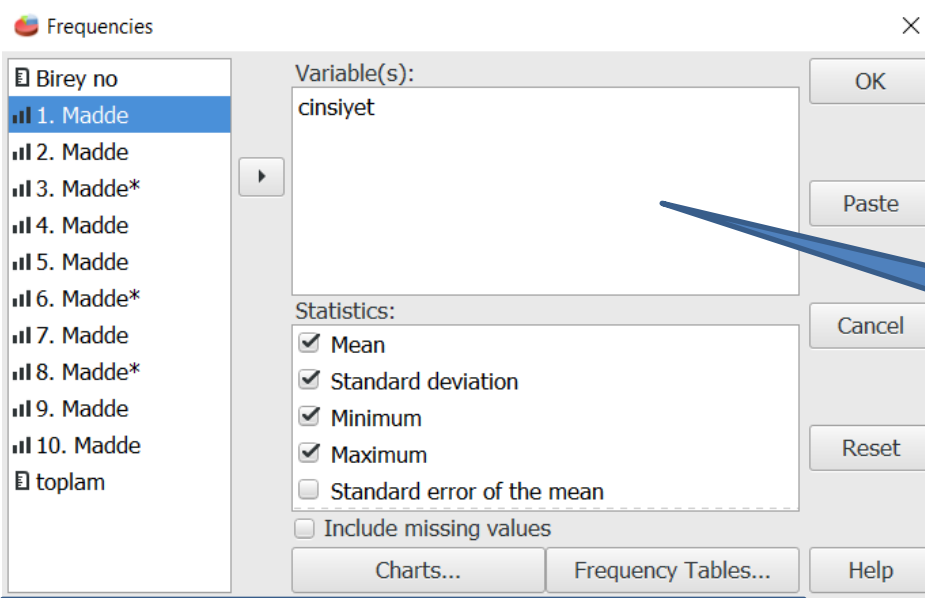 Frequencies
Birey no
1. Madde
2. Madde
3. Madde*
4. Madde
5. Madde
6. Madde*
7. Madde
8. Madde*
9. Madde
10. Madde
toplam
Variable(s):
cinsiyet
Statistics:
Mean
Standard deviation
Minimum
Maximum
Standard error of the mean
Include missing values
Charts...
Frequency Tables...
OK
Paste
Cancel
Reset
Help